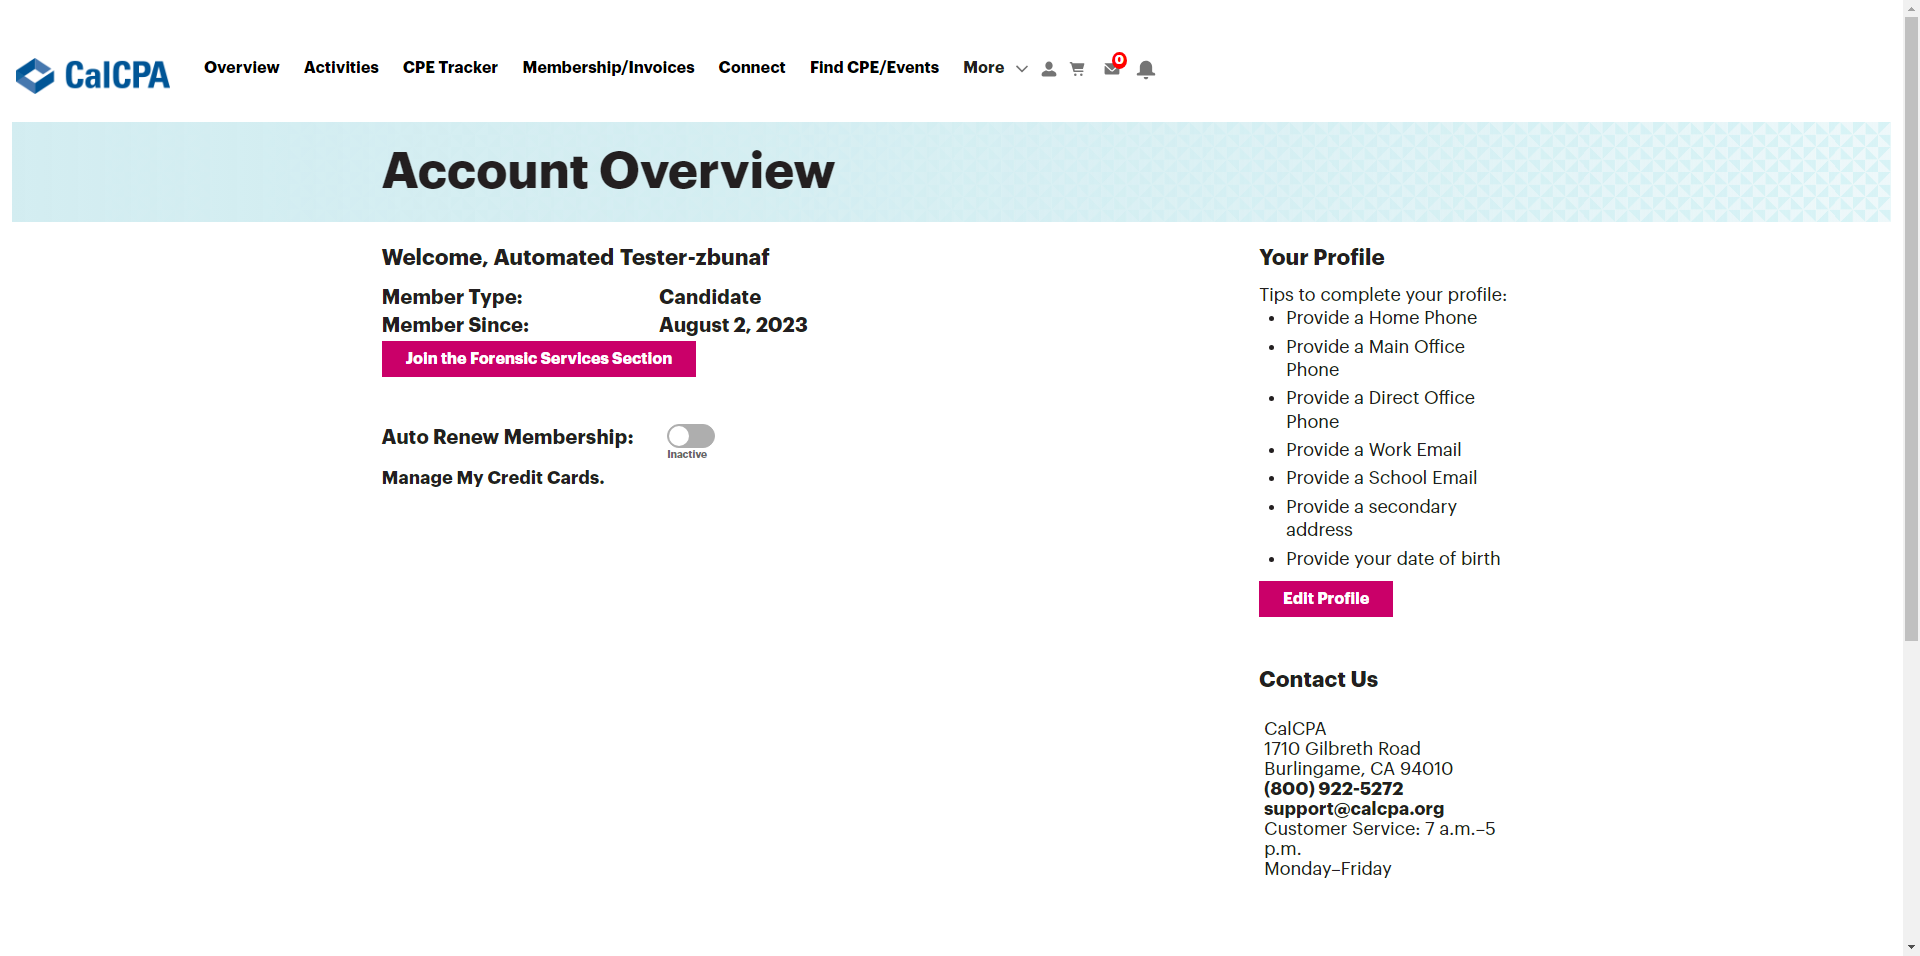 CalCPA
Overview
Activities
CPE Tracker
Membership/Invoices
Connect
Find CPE/Events
More
0
Account Overview
Welcome, Automated Tester-zbunaf
Member Type: Candidate
Member Since: August 2, 2023
Join the Forensic Services Section
Auto Renew Membership:
Inactive
Manage My Credit Cards.
Your Profile
Tips to complete your profile:
• Provide a Home Phone
• Provide a Main Office
Phone
• Provide a Direct Office
Phone
• Provide a Work Email
• Provide a School Email
• Provide a secondary
address
• Provide your date of birth
Edit Profile
Contact Us
CalCPA
1710 Gilbreth Road
Burlingame, CA 94010
(800) 922-5272
support@calcpa.org
Customer Service: 7 a.m.–5
p.m.
Monday–Friday